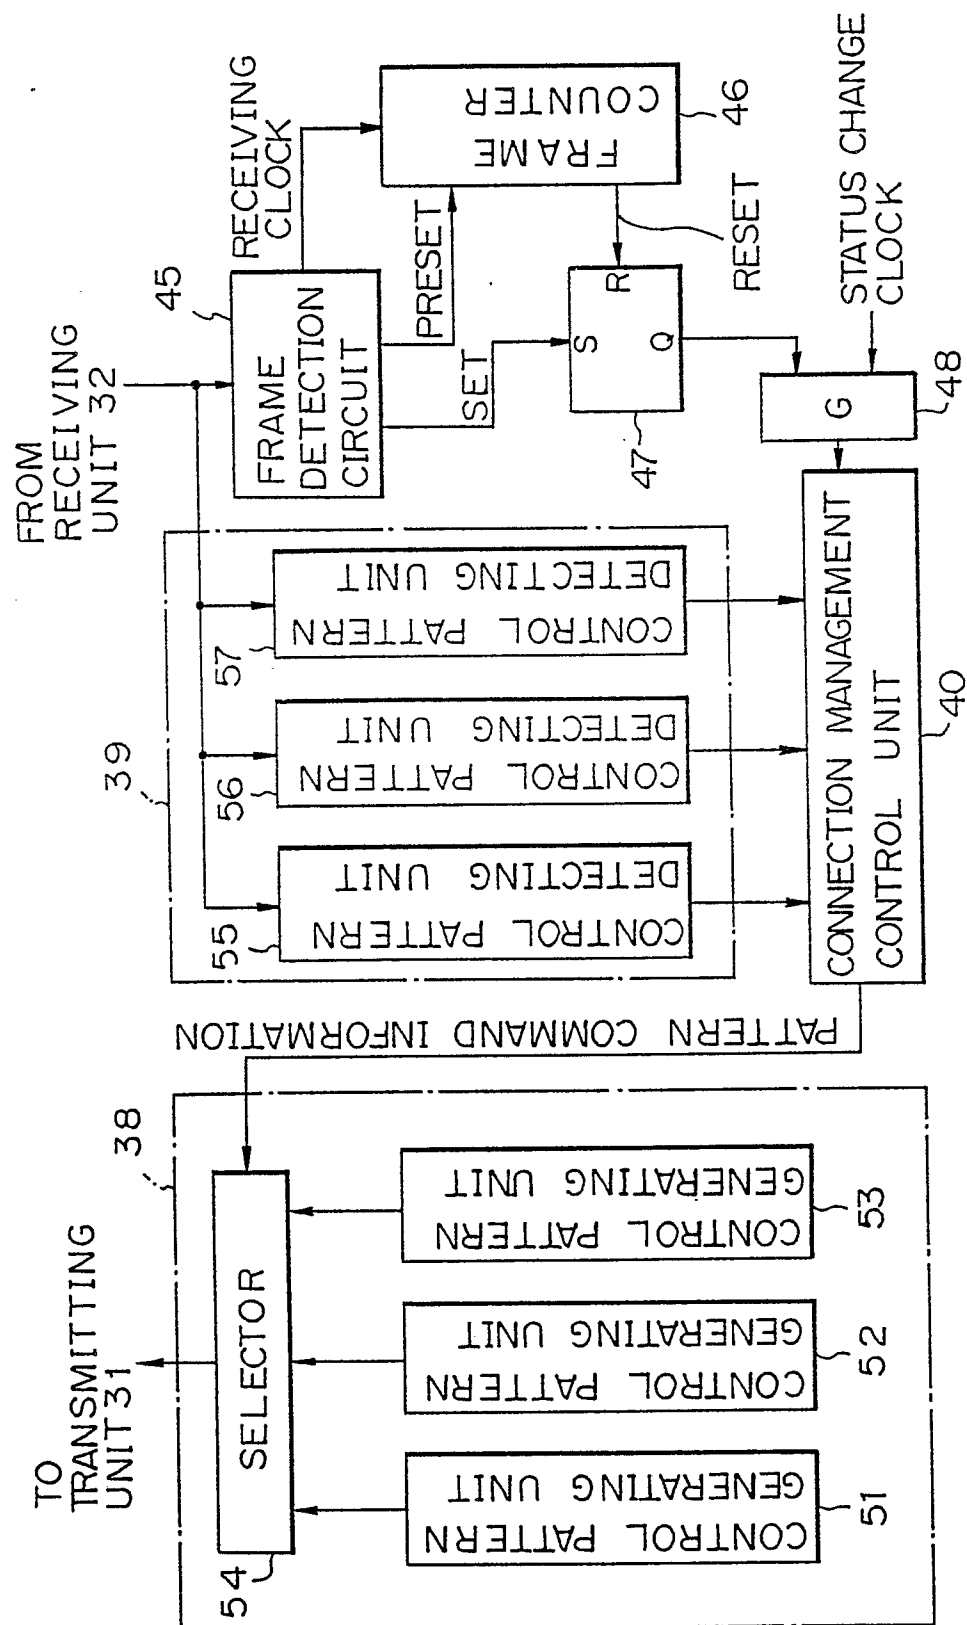 TO
TRANSMITTING
UNIT31
38
54
SELECTOR
CONTROL PATTERN
GENERATING UNIT
51
CONTROL PATTERN
GENERATING UNIT
52
CONTROL PATTERN
GENERATING UNIT
53
PATTERN COMMAND INFORMATION
FROM
RECEIVING
UNIT 32
39
55
CONTROL PATTERN
DETECTING UNIT
56
CONTROL PATTERN
DETECTING UNIT
57
CONTROL PATTERN
DETECTING UNIT
CONNECTION MANAGEMENT
CONTROL UNIT
40
45
FRAME
DETECTION
CIRCUIT
RECEIVING
CLOCK
PRESET
SET
FRAME
COUNTER
46
RESET
S
R
Q
47
G
48
STATUS CHANGE
CLOCK